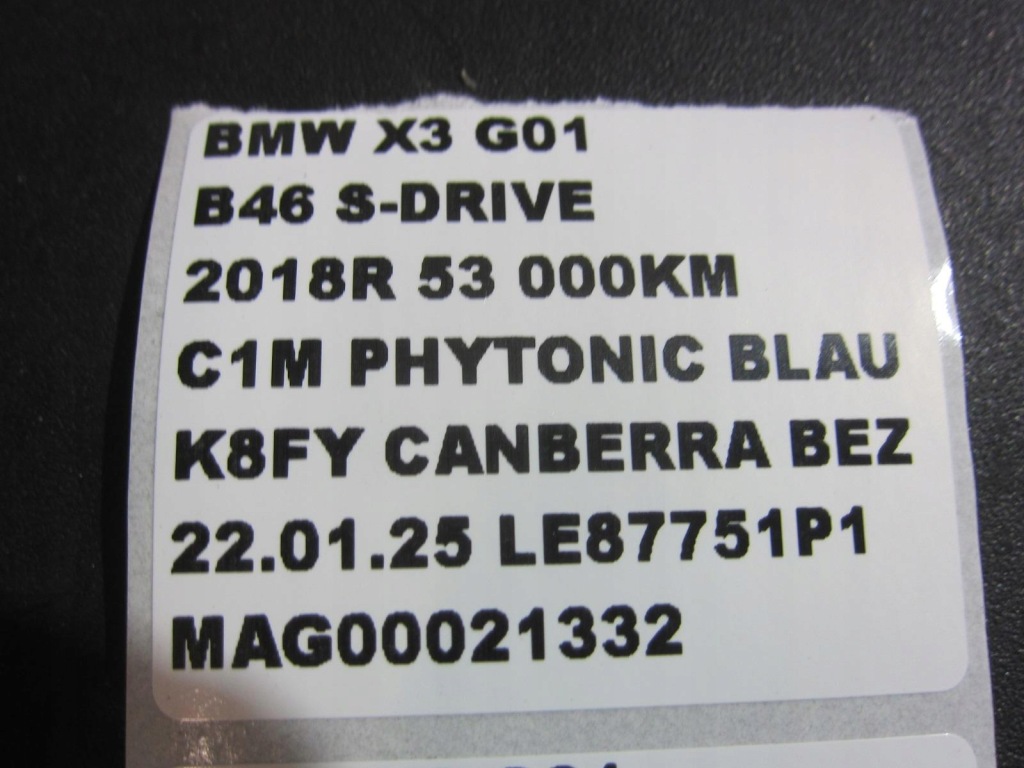 BMW X3 G01
B46 S-DRIVE
2018R 53 000KM
C1M PHYTONIC BLAU
K8FY CANBERRA BEZ
22.01.25 LE87751P1
MAG00021332